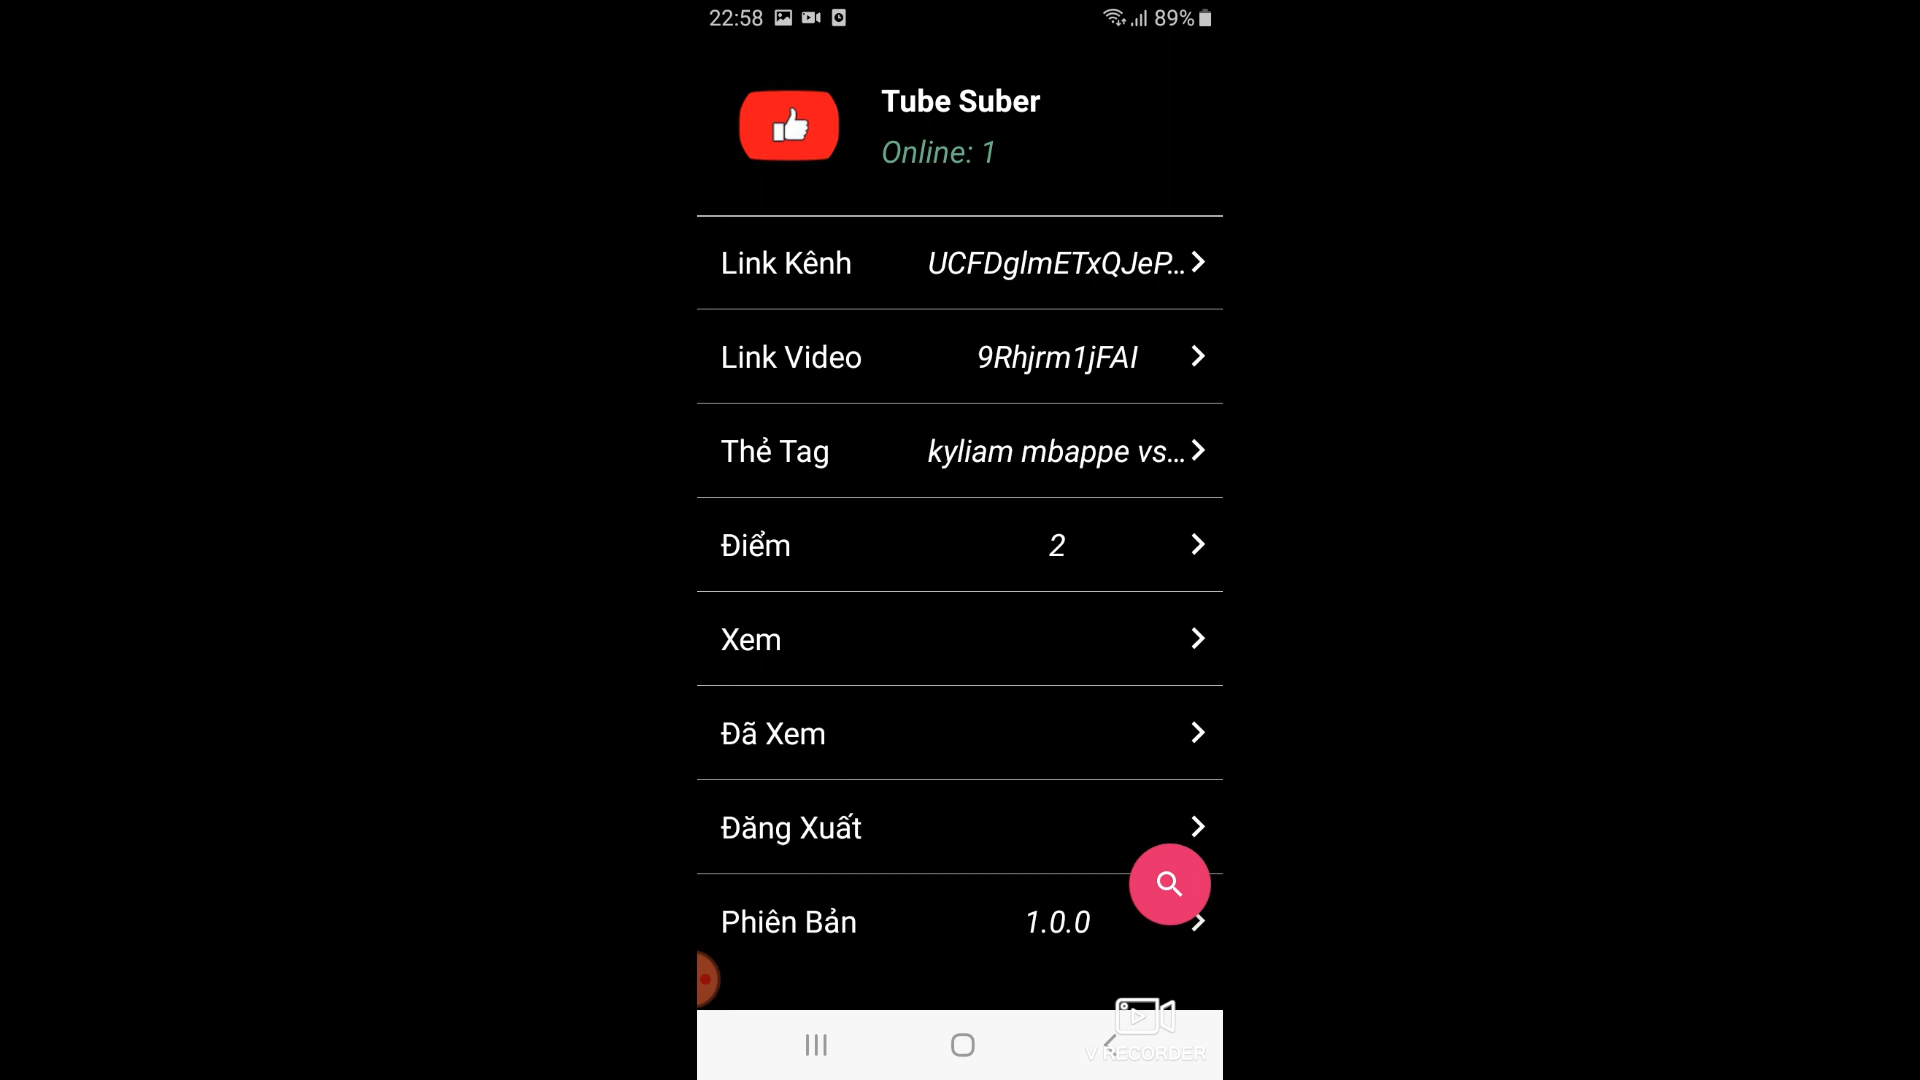 22:58 89%
Tube Suber
Online: 1
Link Kênh UCFDglmETxQJeP...
Link Video 9Rhjrm1jFAI
Thẻ Tag kyliam mbappe vs...
Điểm 2
Xem
Đã Xem
Đăng Xuất
Phiên Bản 1.0.0
V RECORDER